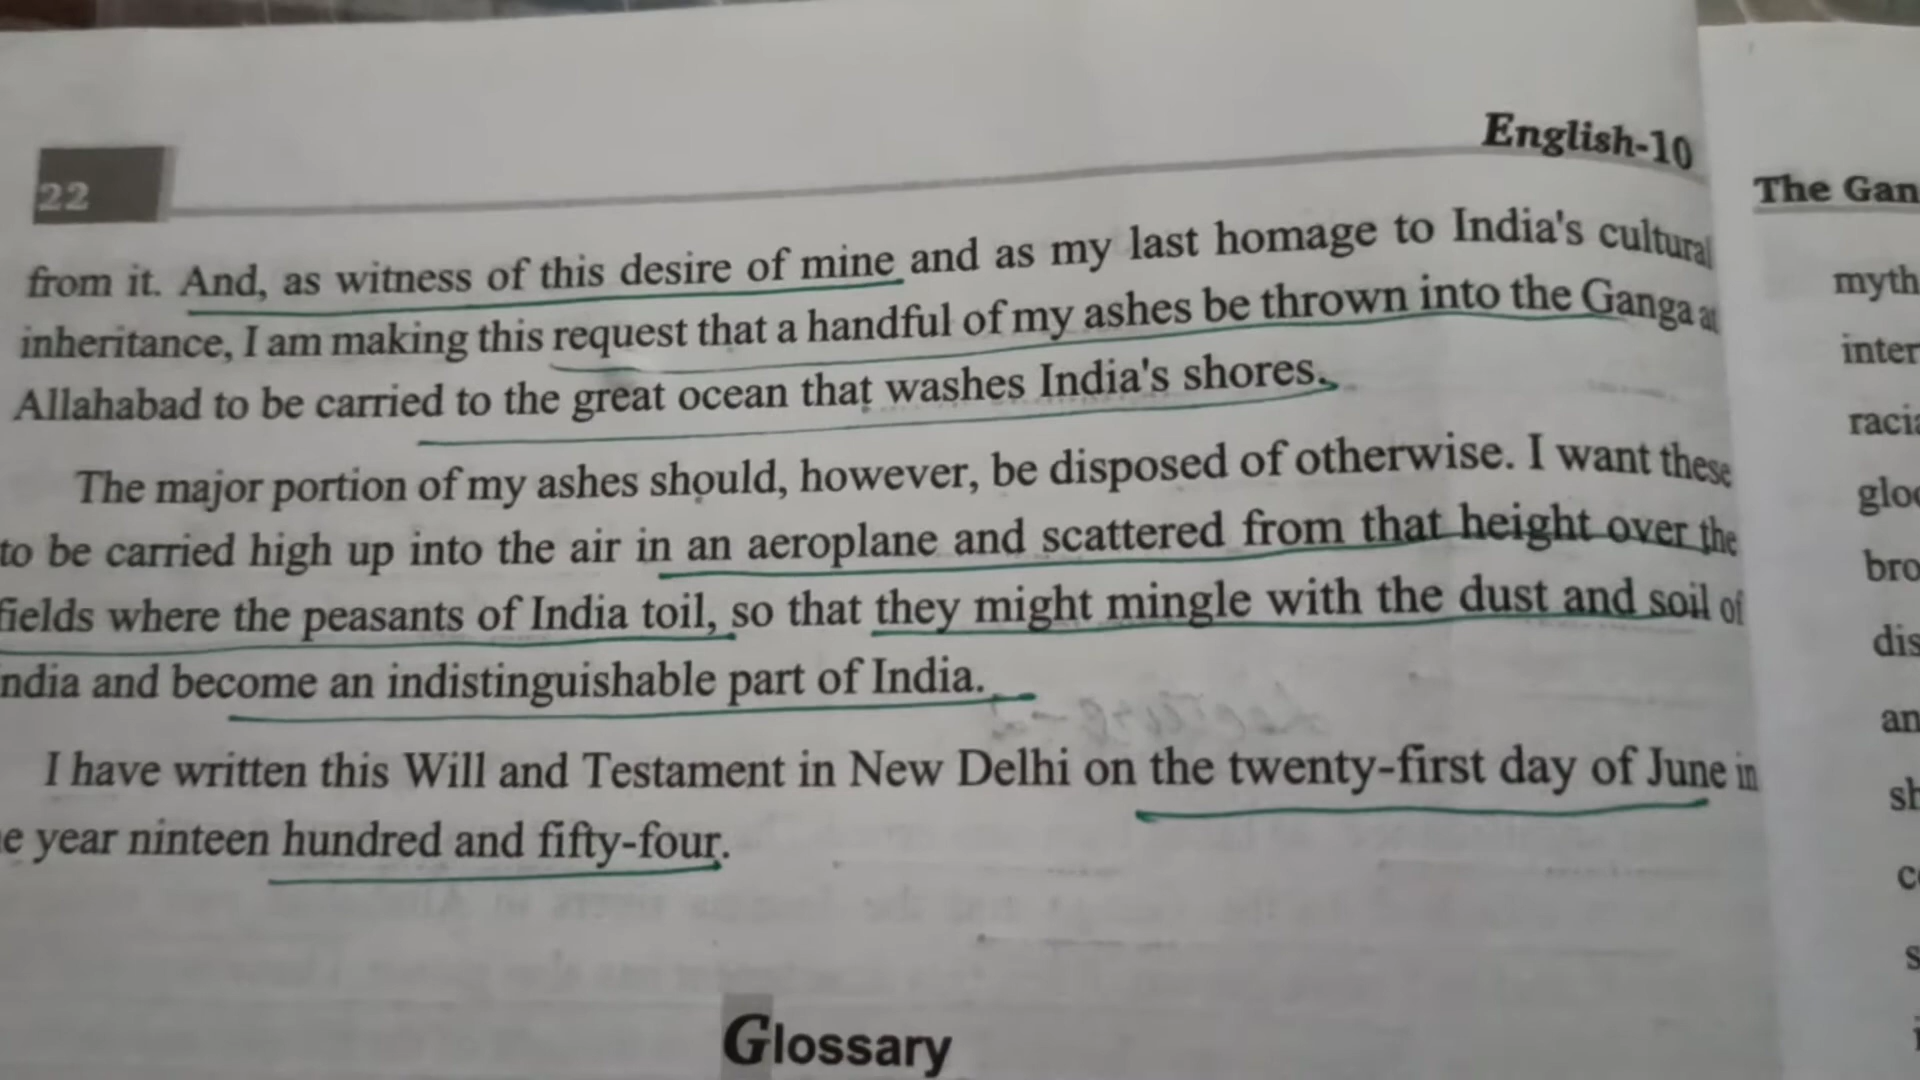 English-10
22
The Gan
from it. And, as witness of this desire of mine and as my last homage to India's cultural
inheritance, I am making this request that a handful of my ashes be thrown into the Ganga at
Allahabad to be carried to the great ocean that washes India's shores.
The major portion of my ashes should, however, be disposed of otherwise. I want these
to be carried high up into the air in an aeroplane and scattered from that height over the
fields where the peasants of India toil, so that they might mingle with the dust and soil of
ndia and become an indistinguishable part of India.
I have written this Will and Testament in New Delhi on the twenty-first day of June in
e year ninteen hundred and fifty-four.
Glossary
myth
inter
racia
gloo
bro
dis
an
sh